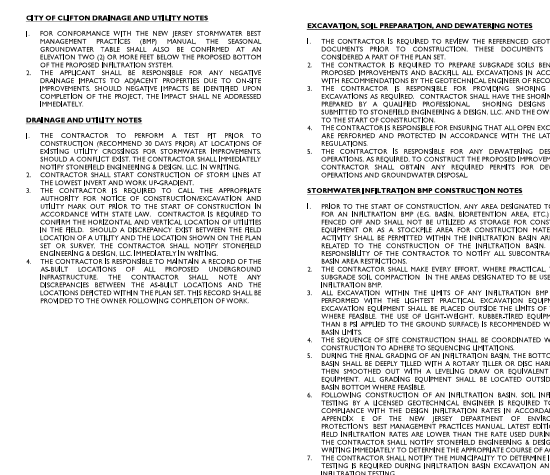 CITY OF CLIFTON DRAINAGE AND UTILITY NOTES
1. FOR CONFORMANCE WITH THE NEW JERSEY STORMWATER BEST
MANAGEMENT PRACTICES (BMP) MANUAL, THE SEASONAL
GROUNDWATER TABLE SHALL ALSO BE CONFIRMED AT AN
ELEVATION TWO (2) OR MORE FEET BELOW THE PROPOSED BOTTOM
OF THE PROPOSED INFILTRATION SYSTEM.
2. THE APPLICANT SHALL BE RESPONSIBLE FOR ANY NEGATIVE
DRAINAGE IMPACTS TO ADJACENT PROPERTIES DUE TO ON-SITE
IMPROVEMENTS. SHOULD NEGATIVE IMPACTS BE IDENTIFIED UPON
COMPLETION OF THE PROJECT, THE IMPACT SHALL NE ADDRESSED
IMMEDIATELY.
DRAINAGE AND UTILITY NOTES
1. THE CONTRACTOR TO PERFORM A TEST PIT PRIOR TO
CONSTRUCTION (RECOMMEND 30 DAYS PRIOR) AT LOCATIONS OF
EXISTING UTILITY CROSSINGS FOR STORMWATER IMPROVEMENTS.
SHOULD A CONFLICT EXIST, THE CONTRACTOR SHALL IMMEDIATELY
NOTIFY STONEFIELD ENGINEERING & DESIGN, LLC. IN WRITING.
2. CONTRACTOR SHALL START CONSTRUCTION OF STORM LINES AT
THE LOWEST INVERT AND WORK UP-GRADIENT.
3. THE CONTRACTOR IS REQUIRED TO CALL THE APPROPRIATE
AUTHORITY FOR NOTICE OF CONSTRUCTION/EXCAVATION AND
UTILITY MARK OUT PRIOR TO THE START OF CONSTRUCTION IN
ACCORDANCE WITH STATE LAW. CONTRACTOR IS REQUIRED TO
CONFIRM THE HORIZONTAL AND VERTICAL LOCATION OF UTILITIES
IN THE FIELD. SHOULD A DISCREPANCY EXIST BETWEEN THE FIELD
LOCATION OF A UTILITY AND THE LOCATION SHOWN ON THE PLAN
SET OR SURVEY, THE CONTRACTOR SHALL NOTIFY STONEFIELD
ENGINEERING & DESIGN, LLC. IMMEDIATELY IN WRITING.
4. THE CONTRACTOR IS RESPONSIBLE TO MAINTAIN A RECORD OF THE
AS-BUILT LOCATIONS OF ALL PROPOSED UNDERGROUND
INFRASTRUCTURE. THE CONTRACTOR SHALL NOTE ANY
DISCREPANCIES BETWEEN THE AS-BUILT LOCATIONS AND THE
LOCATIONS DEPICTED WITHIN THE PLAN SET. THIS RECORD SHALL BE
PROVIDED TO THE OWNER FOLLOWING COMPLETION OF WORK.
EXCAVATION, SOIL PREPARATION, AND DEWATERING NOTES
1. THE CONTRACTOR IS REQUIRED TO REVIEW THE REFERENCED GEOT
DOCUMENTS PRIOR TO CONSTRUCTION. THESE DOCUMENTS
CONSIDERED A PART OF THE PLAN SET.
2. THE CONTRACTOR IS REQUIRED TO PREPARE SUBGRADE SOILS BEN
PROPOSED IMPROVEMENTS AND BACKFILL ALL EXCAVATIONS IN ACC
WITH RECOMMENDATIONS BY THE GEOTECHNICAL ENGINEER OF RECO
3. THE CONTRACTOR IS RESPONSIBLE FOR PROVIDING SHORING
EXCAVATIONS AS REQUIRED. CONTRACTOR SHALL HAVE THE SHORIN
PREPARED BY A QUALIFIED PROFESSIONAL. SHORING DESIGNS
SUBMITTED TO STONEFIELD ENGINEERING & DESIGN, LLC. AND THE OW
TO THE START OF CONSTRUCTION.
4. THE CONTRACTOR IS RESPONSIBLE FOR ENSURING THAT ALL OPEN EXC
ARE PERFORMED AND PROTECTED IN ACCORDANCE WITH THE LAT
REGULATIONS.
5. THE CONTRACTOR IS RESPONSIBLE FOR ANY DEWATERING DES
OPERATIONS, AS REQUIRED, TO CONSTRUCT THE PROPOSED IMPROVEM
CONTRACTOR SHALL OBTAIN ANY REQUIRED PERMITS FOR DEV
OPERATIONS AND GROUNDWATER DISPOSAL.
STORMWATER INFILTRATION BMP CONSTRUCTION NOTES
1. PRIOR TO THE START OF CONSTRUCTION, ANY AREA DESIGNATED TO
FOR AN INFILTRATION BMP (E.G. BASIN, BIORETENTION AREA, ETC.)
FENCED OFF AND SHALL NOT BE UTILIZED AS STORAGE FOR CONST
EQUIPMENT OR AS A STOCKPILE AREA FOR CONSTRUCTION MATE
ACTIVITY SHALL BE PERMITTED WITHIN THE INFILTRATION BASIN AR
RELATED TO THE CONSTRUCTION OF THE INFILTRATION BASIN.
RESPONSIBILITY OF THE CONTRACTOR TO NOTIFY ALL SUBCONTRA
BASIN AREA RESTRICTIONS.
2. THE CONTRACTOR SHALL MAKE EVERY EFFORT, WHERE PRACTICAL,
SUBGRADE SOIL COMPACTION IN THE AREAS DESIGNATED TO BE USE
INFILTRATION BMP.
3. ALL EXCAVATION WITHIN THE LIMITS OF ANY INFILTRATION BMP
PERFORMED WITH THE LIGHTEST PRACTICAL EXCAVATION EQUIPM
EXCAVATION EQUIPMENT SHALL BE PLACED OUTSIDE THE LIMITS OF
WHERE FEASIBLE. THE USE OF LIGHT-WEIGHT, RUBBER-TIRED EQUIPM
THAN 8 PSI APPLIED TO THE GROUND SURFACE) IS RECOMMENDED W
BASIN LIMITS.
4. THE SEQUENCE OF SITE CONSTRUCTION SHALL BE COORDINATED W
CONSTRUCTION TO ADHERE TO SEQUENCING LIMITATIONS.
5. DURING THE FINAL GRADING OF AN INFILTRATION BASIN, THE BOTTO
BASIN SHALL BE DEEPLY TILLED WITH A ROTARY TILLER OR DISC HAR
THEN SMOOTHED OUT WITH A LEVELING DRAW OR EQUIVALENT
EQUIPMENT. ALL GRADING EQUIPMENT SHALL BE LOCATED OUTSID
BASIN BOTTOM WHERE FEASIBLE.
6. FOLLOWING CONSTRUCTION OF AN INFILTRATION BASIN, SOIL INFI
TESTING BY A LICENSED GEOTECHNICAL ENGINEER IS REQUIRED TO
COMPLIANCE WITH THE DESIGN INFILTRATION RATES IN ACCORDAN
APPENDIX E OF THE NEW JERSEY DEPARTMENT OF ENVIRO
PROTECTION'S BEST MANAGEMENT PRACTICES MANUAL, LATEST EDITI
FIELD INFILTRATION RATES ARE LOWER THAN THE RATE USED DURIN
THE CONTRACTOR SHALL NOTIFY STONEFIELD ENGINEERING & DESIG
WRITING IMMEDIATELY TO DETERMINE THE APPROPRIATE COURSE OF A
7. THE CONTRACTOR SHALL NOTIFY THE MUNICIPALITY TO DETERMINE I
TESTING IS REQUIRED DURING INFILTRATION BASIN EXCAVATION AND
INFILTRATION TESTING.